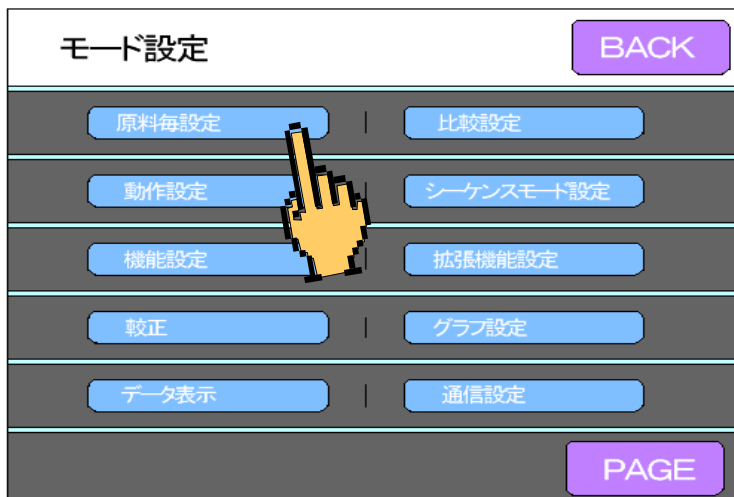 モード設定 BACK
原料毎設定 比較設定
動作設定 シーケンスモード設定
機能設定 拡張機能設定
較正 グラフ設定
データ表示 通信設定
PAGE